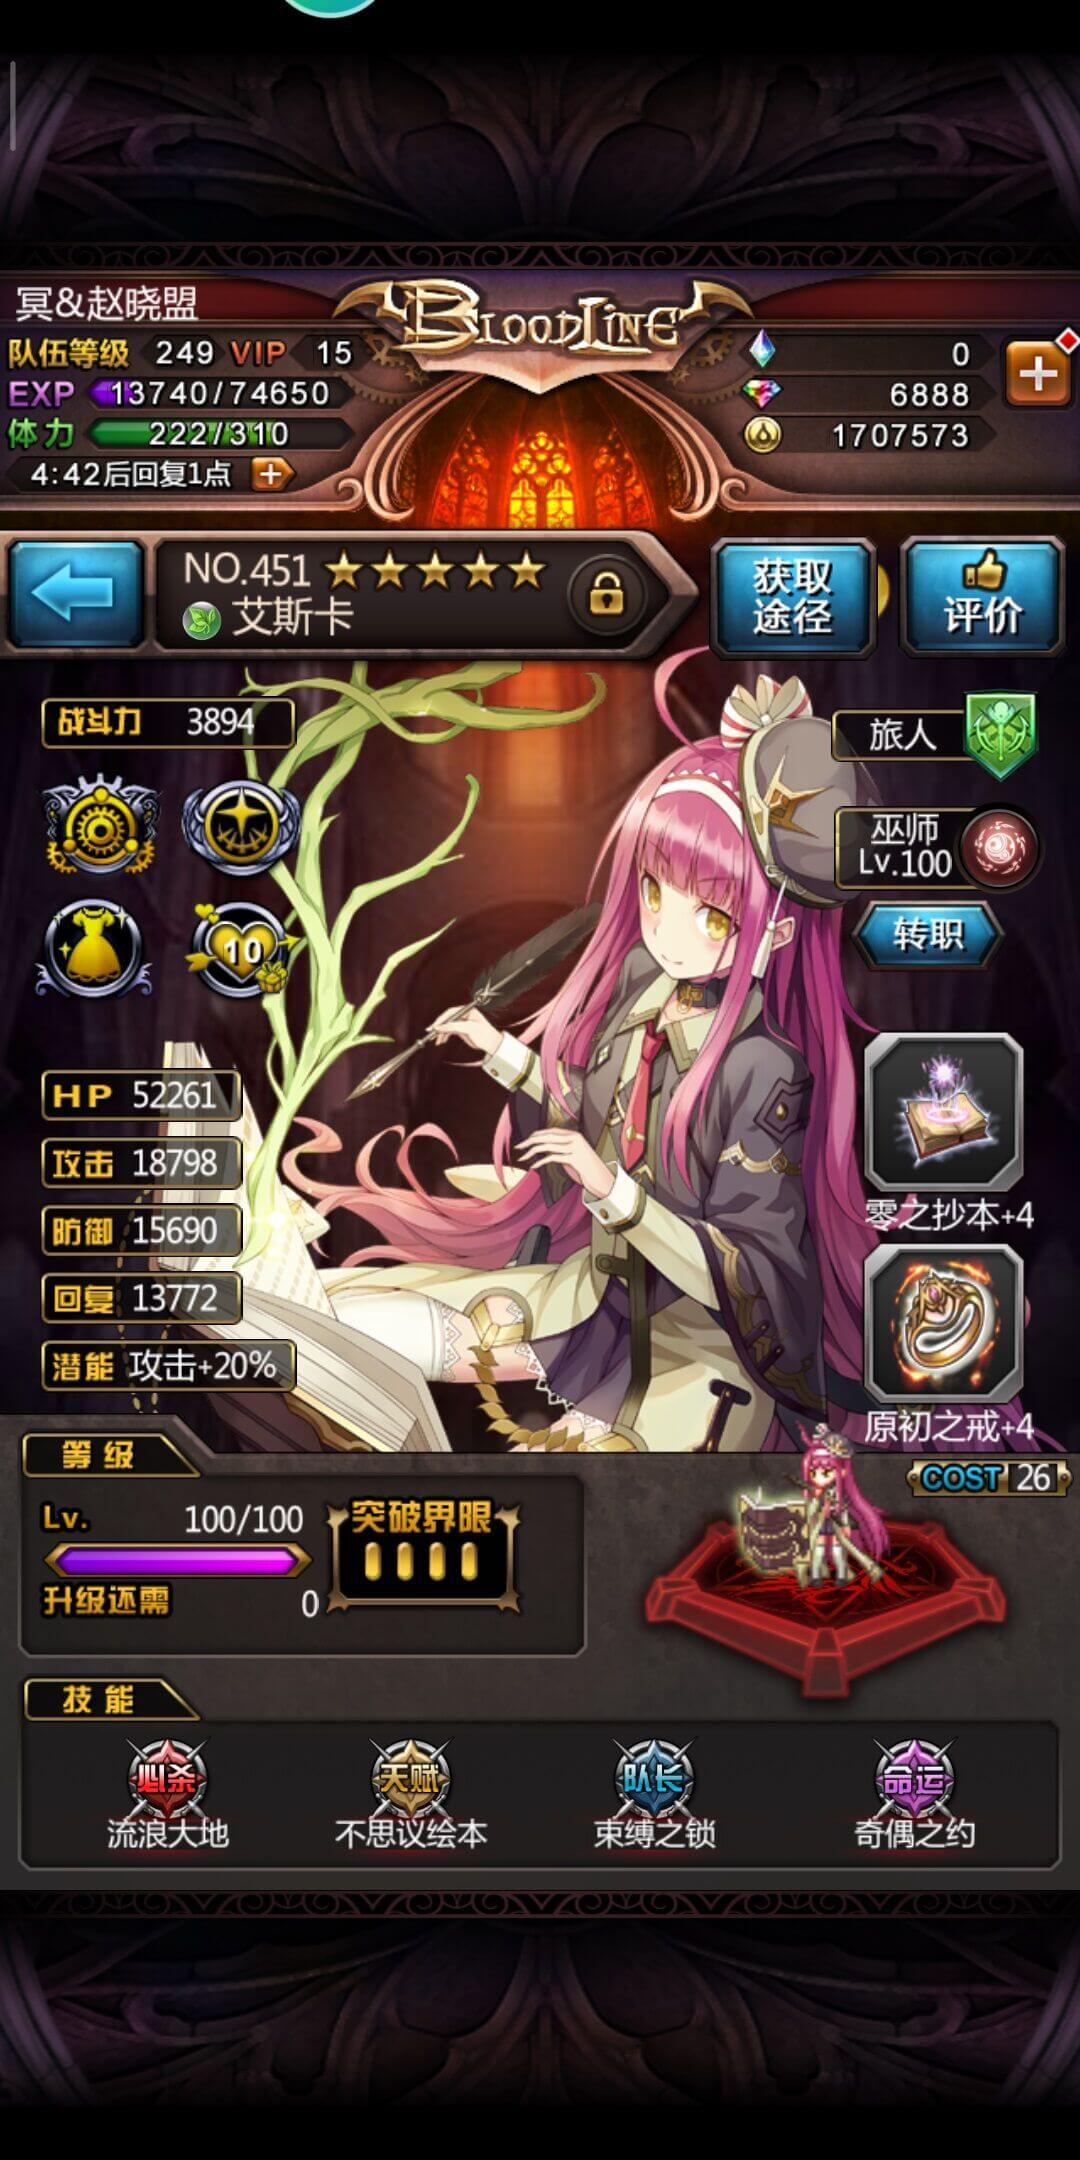 冥&赵晓盟
BLOODLINE
队伍等级 249 VIP 15
0
EXP 13740/74650
6888
体力 222/310
1707573
4:42后回复1点
NO.451
艾斯卡
获取
途径
评价
战斗力 3894
旅人
巫师
Lv.100
10
转职
HP 52261
攻击 18798
防御 15690
回复 13772
潜能 攻击+20%
零之抄本+4
原初之戒+4
等级
COST 26
Lv. 100/100
突破界限
升级还需 0
技能
必杀 天赋 队长 命运
流浪大地 不思议绘本 束缚之锁 奇偶之约